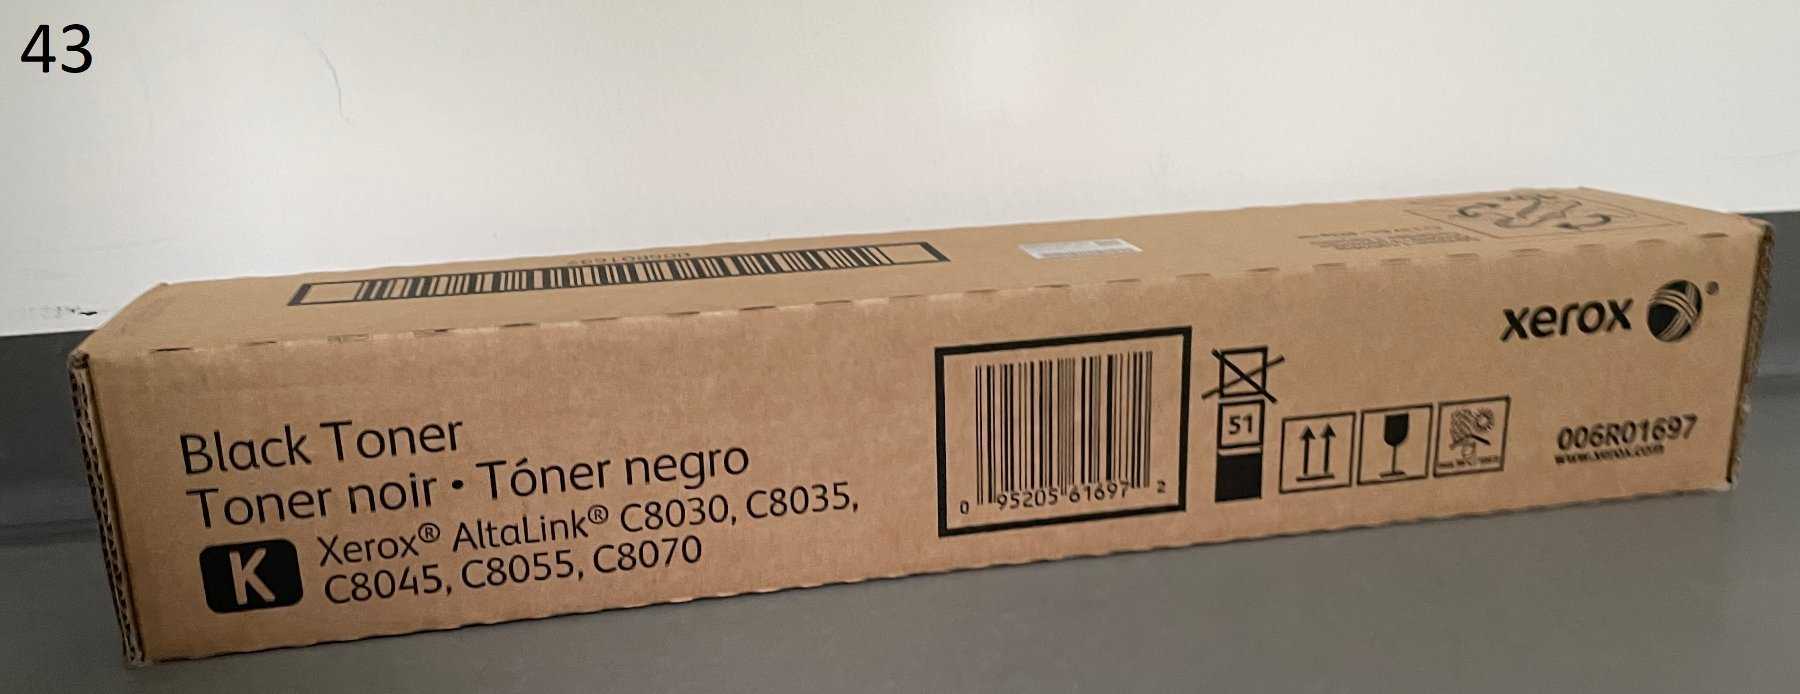 43
006R01697
xerox
Black Toner
Toner noir • Tóner negro
K
Xerox® AltaLink® C8030, C8035,
C8045, C8055, C8070
0 95205 61697 2
51
006R01697
www.xerox.com